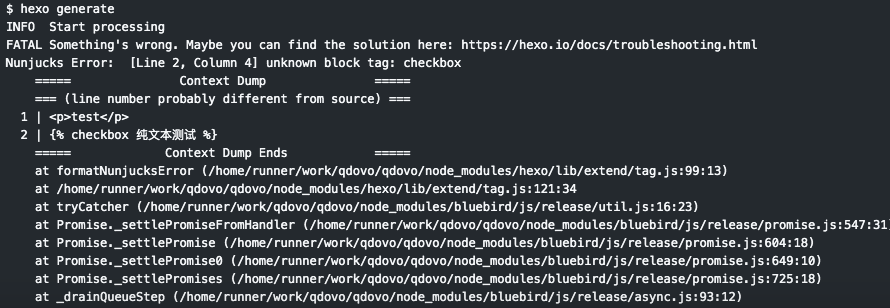 $ hexo generate
INFO  Start processing
FATAL Something's wrong. Maybe you can find the solution here: https://hexo.io/docs/troubleshooting.html
Nunjucks Error:  [Line 2, Column 4] unknown block tag: checkbox
    =====               Context Dump               =====
    === (line number probably different from source) ===
  1 | <p>test</p>
  2 | {% checkbox 纯文本测试 %}
    =====             Context Dump Ends            =====
    at formatNunjucksError (/home/runner/work/qdovo/qdovo/node_modules/hexo/lib/extend/tag.js:99:13)
    at /home/runner/work/qdovo/qdovo/node_modules/hexo/lib/extend/tag.js:121:34
    at tryCatcher (/home/runner/work/qdovo/qdovo/node_modules/bluebird/js/release/util.js:16:23)
    at Promise._settlePromiseFromHandler (/home/runner/work/qdovo/qdovo/node_modules/bluebird/js/release/promise.js:547:31)
    at Promise._settlePromise (/home/runner/work/qdovo/qdovo/node_modules/bluebird/js/release/promise.js:604:18)
    at Promise._settlePromise0 (/home/runner/work/qdovo/qdovo/node_modules/bluebird/js/release/promise.js:649:10)
    at Promise._settlePromises (/home/runner/work/qdovo/qdovo/node_modules/bluebird/js/release/promise.js:725:18)
    at _drainQueueStep (/home/runner/work/qdovo/qdovo/node_modules/bluebird/js/release/async.js:93:12)